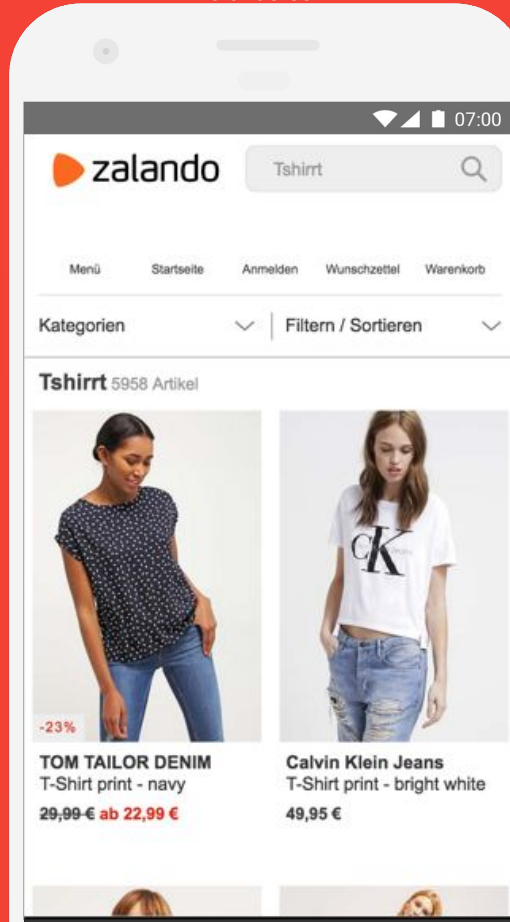 07:00
zalando
Tshirrt
Menü Startseite Anmelden Wunschzettel Warenkorb
Kategorien Filtern / Sortieren
Tshirrt 5958 Artikel
CK
-23%
TOM TAILOR DENIM
T-Shirt print - navy
29,99 € ab 22,99 €
Calvin Klein Jeans
T-Shirt print - bright white
49,95 €